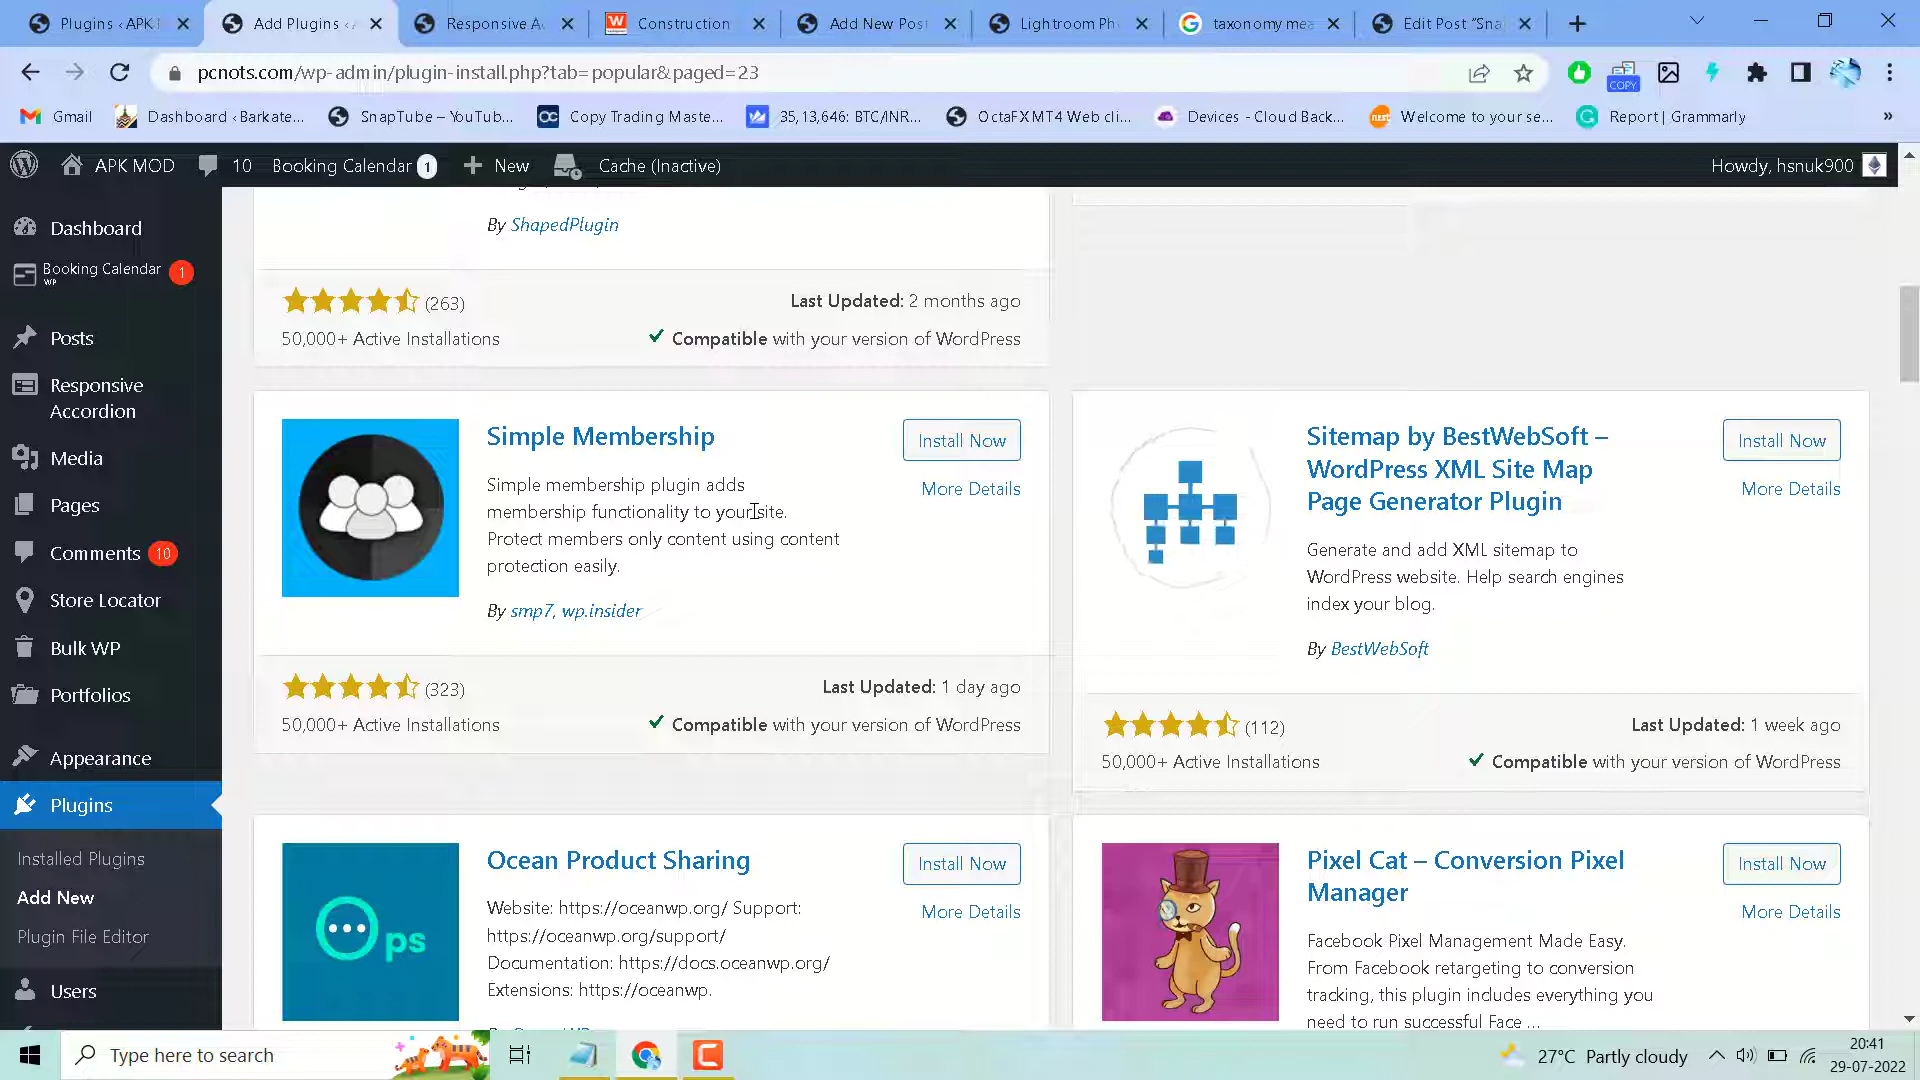 Plugins ‹ APK
Add Plugins ‹
Responsive A
Construction
Add New Pos
Lightroom Ph
taxonomy mea
Edit Post "Sna
pcnots.com/wp-admin/plugin-install.php?tab=popular&paged=23
COPY
Gmail
Dashboard ‹ Barkate...
SnapTube – YouTub...
Copy Trading Maste...
35,13,646: BTC/INR...
OctaFX MT4 Web cli...
Devices - Cloud Back...
Welcome to your se...
Report | Grammarly
»
APK MOD
10
Booking Calendar 1
New
Cache (Inactive)
Howdy, hsnuk900
Dashboard
Booking Calendar 1
WP
Posts
Responsive
Accordion
Media
Pages
Comments 10
Store Locator
Bulk WP
Portfolios
Appearance
Plugins
Installed Plugins
Add New
Plugin File Editor
Users
By ShapedPlugin
(263)
Last Updated: 2 months ago
50,000+ Active Installations
Compatible with your version of WordPress
Simple Membership
Install Now
More Details
Simple membership plugin adds
membership functionality to your site.
Protect members only content using content
protection easily.
By smp7, wp.insider
(323)
Last Updated: 1 day ago
50,000+ Active Installations
Compatible with your version of WordPress
Sitemap by BestWebSoft –
WordPress XML Site Map
Page Generator Plugin
Install Now
More Details
Generate and add XML sitemap to
WordPress website. Help search engines
index your blog.
By BestWebSoft
(112)
Last Updated: 1 week ago
50,000+ Active Installations
Compatible with your version of WordPress
ps
Ocean Product Sharing
Install Now
More Details
Website: https://oceanwp.org/ Support:
https://oceanwp.org/support/
Documentation: https://docs.oceanwp.org/
Extensions: https://oceanwp.
Pixel Cat – Conversion Pixel
Manager
Install Now
More Details
Facebook Pixel Management Made Easy.
From Facebook retargeting to conversion
tracking, this plugin includes everything you
need to run successful Face ...
Type here to search
27°C Partly cloudy
20:41
29-07-2022